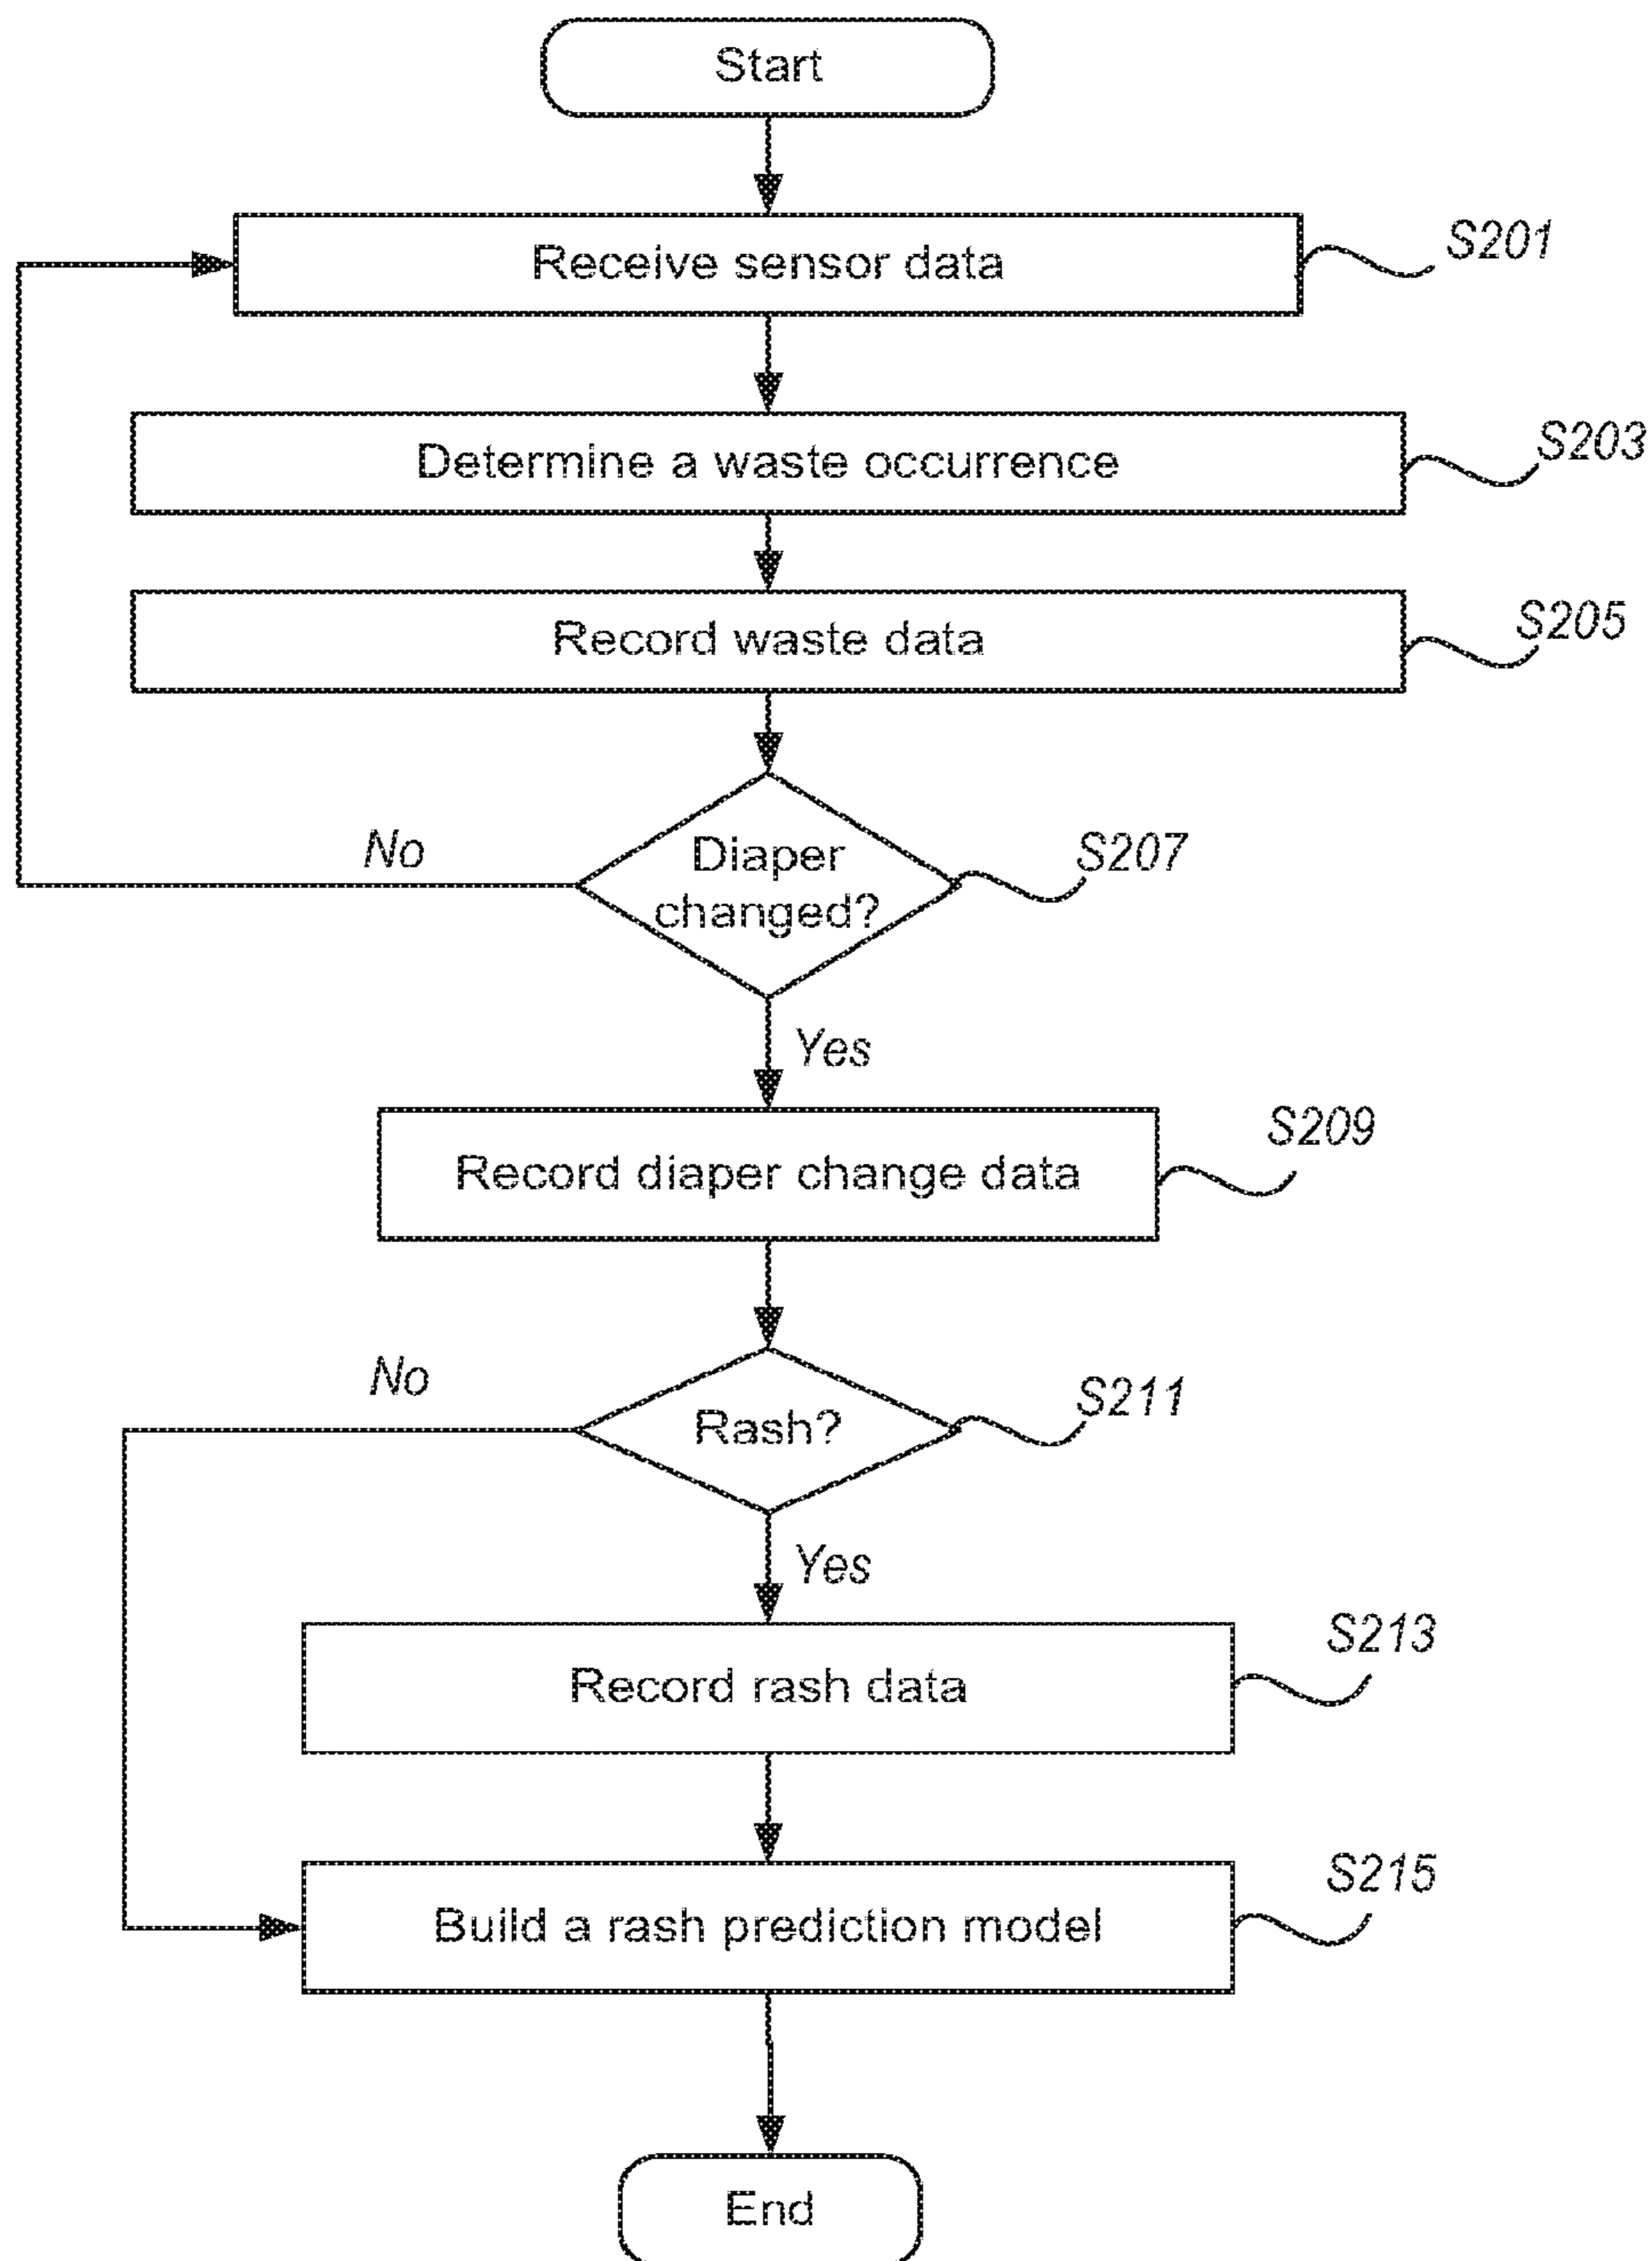 Start
Receive sensor data
S201
Determine a waste occurrence
S203
Record waste data
S205
No
Diaper
changed?
S207
Yes
Record diaper change data
S209
No
Rash?
S211
Yes
Record rash data
S213
Build a rash prediction model
S215
End